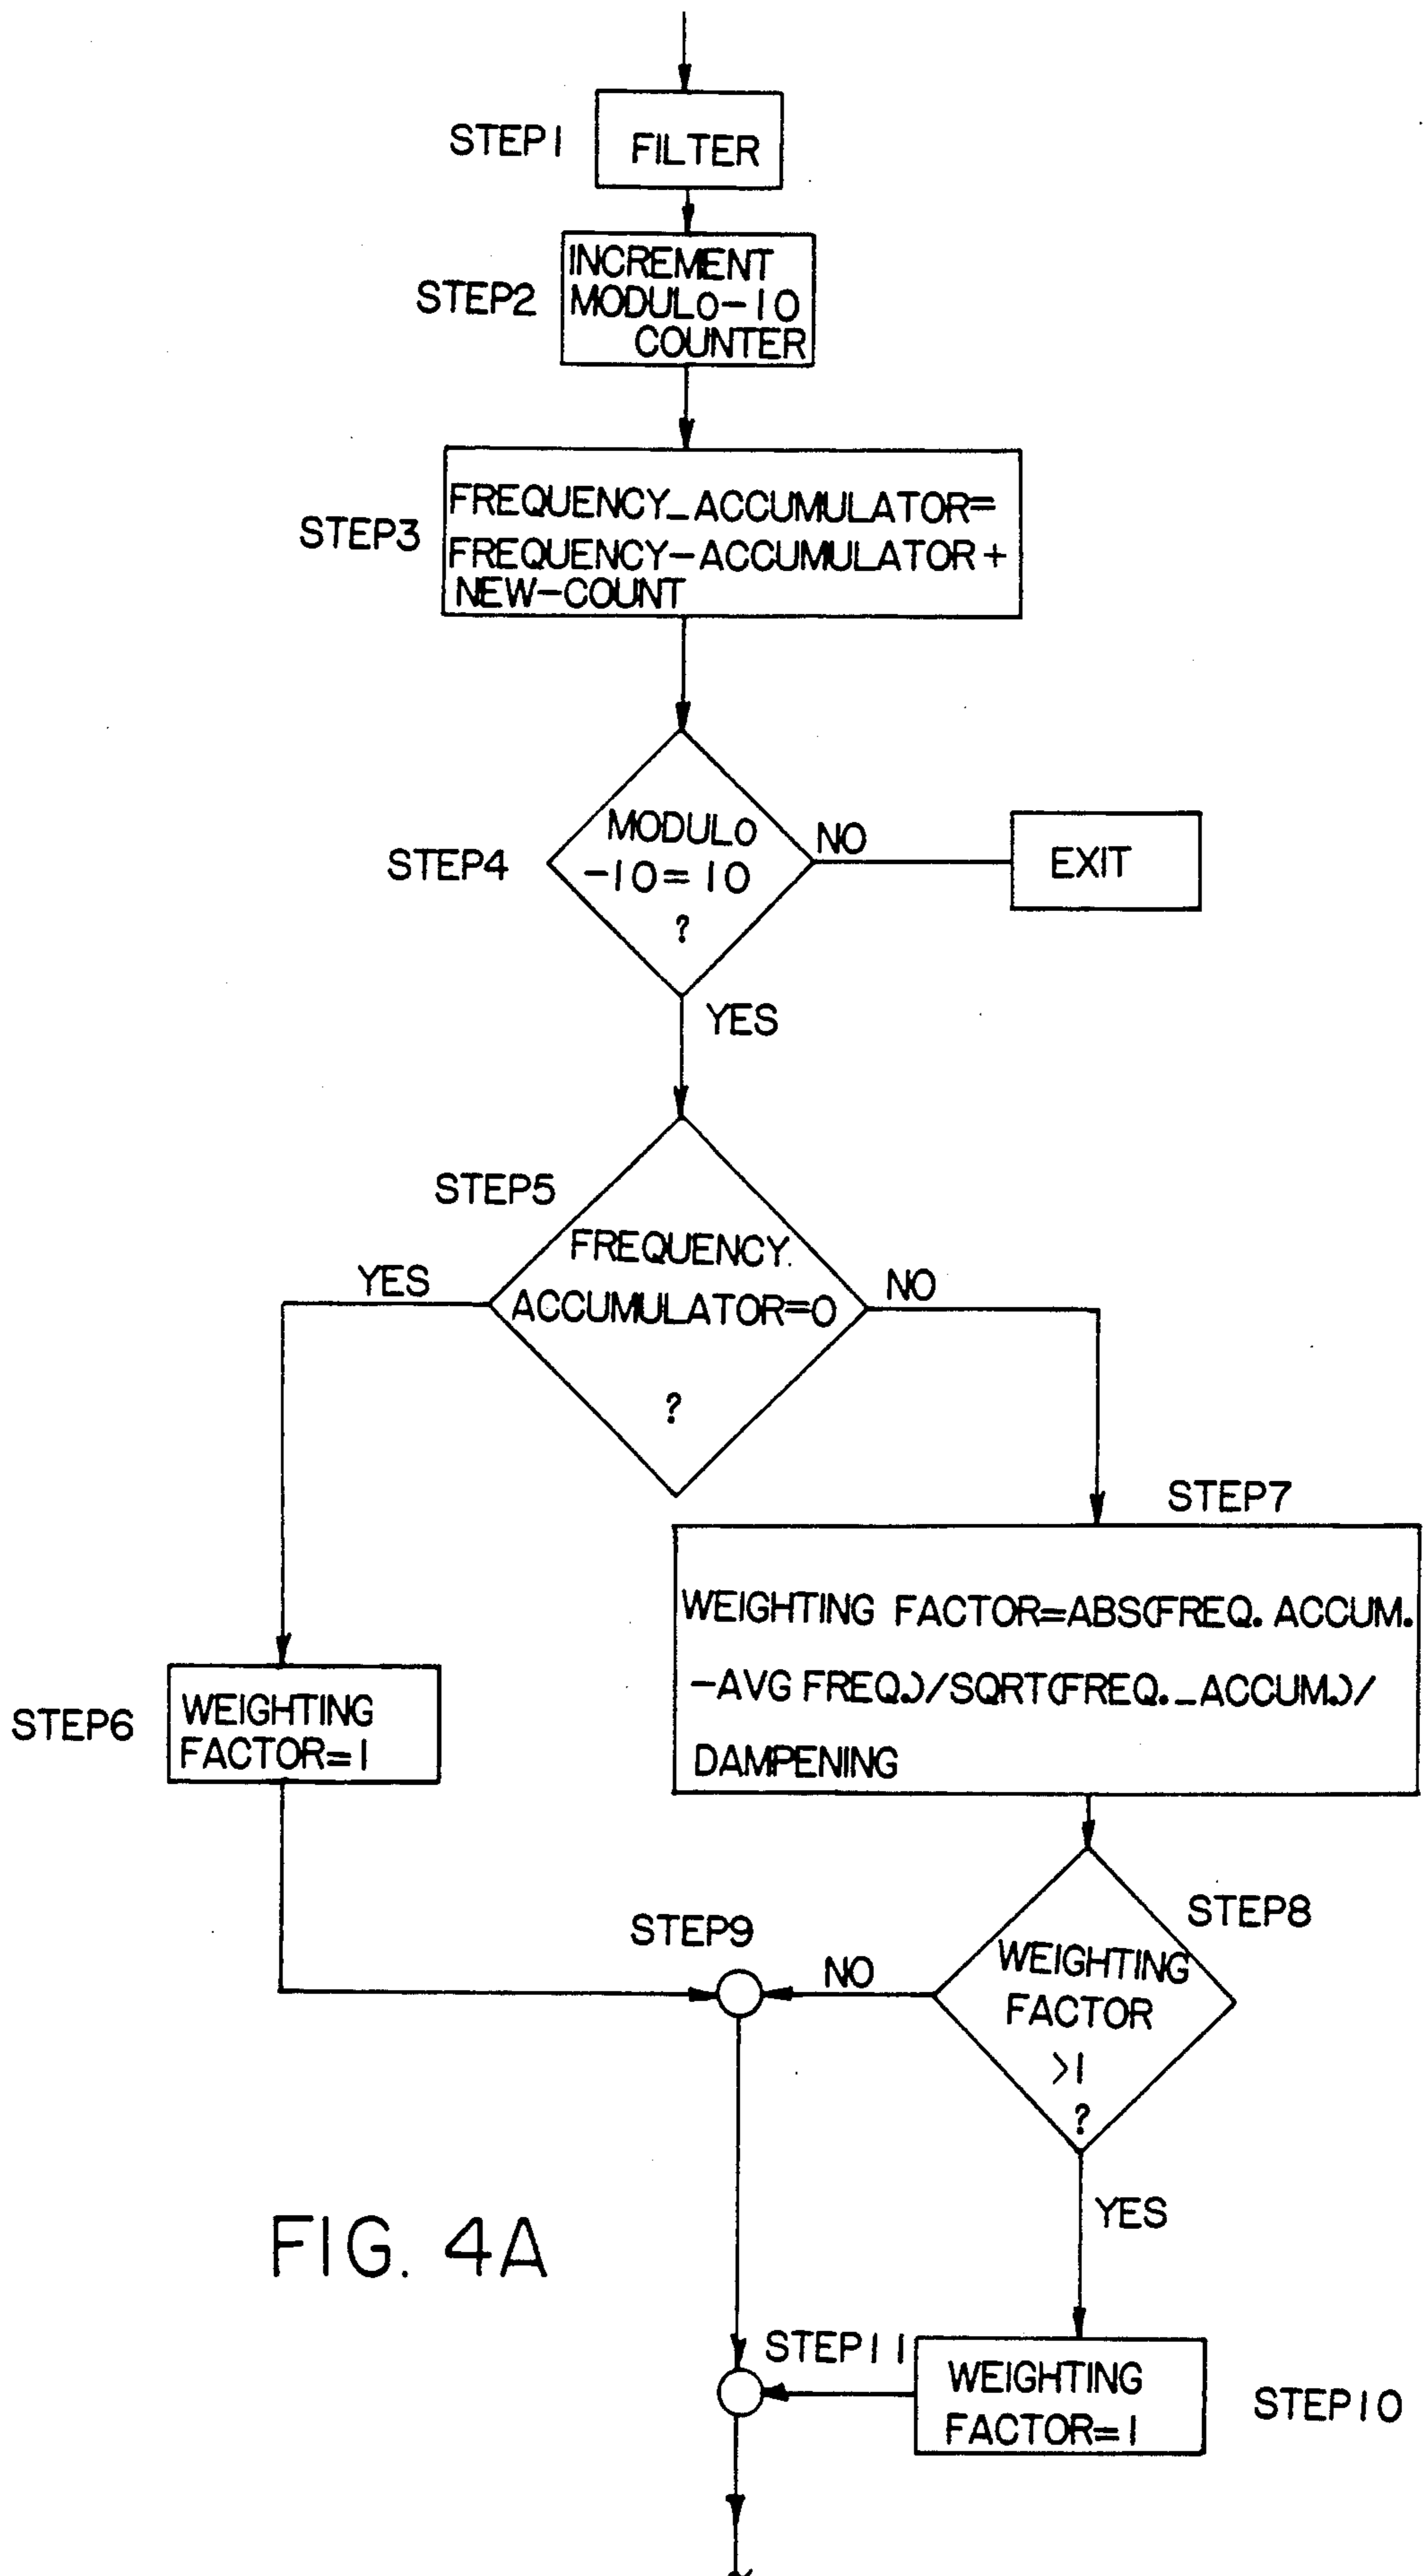 STEP1
FILTER
STEP2
INCREMENT
MODULO-10
COUNTER
STEP3
FREQUENCY_ACCUMULATOR=
FREQUENCY-ACCUMULATOR+
NEW-COUNT
STEP4
MODULO
-10=10
?
NO
EXIT
YES
STEP5
FREQUENCY
ACCUMULATOR=0
?
YES
NO
STEP7
WEIGHTING FACTOR=ABS(FREQ. ACCUM.
-AVG FREQ.)/SQRT(FREQ._ACCUM.)/
DAMPENING
STEP6
WEIGHTING
FACTOR=1
STEP8
WEIGHTING
FACTOR
>1
?
STEP9
NO
YES
FIG. 4A
STEP11
WEIGHTING
FACTOR=1
STEP10